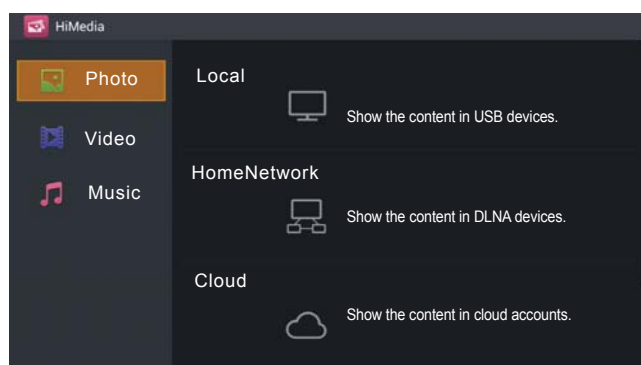 HiMedia
Photo
Video
Music
Local
Show the content in USB devices.
HomeNetwork
Show the content in DLNA devices.
Cloud
Show the content in cloud accounts.